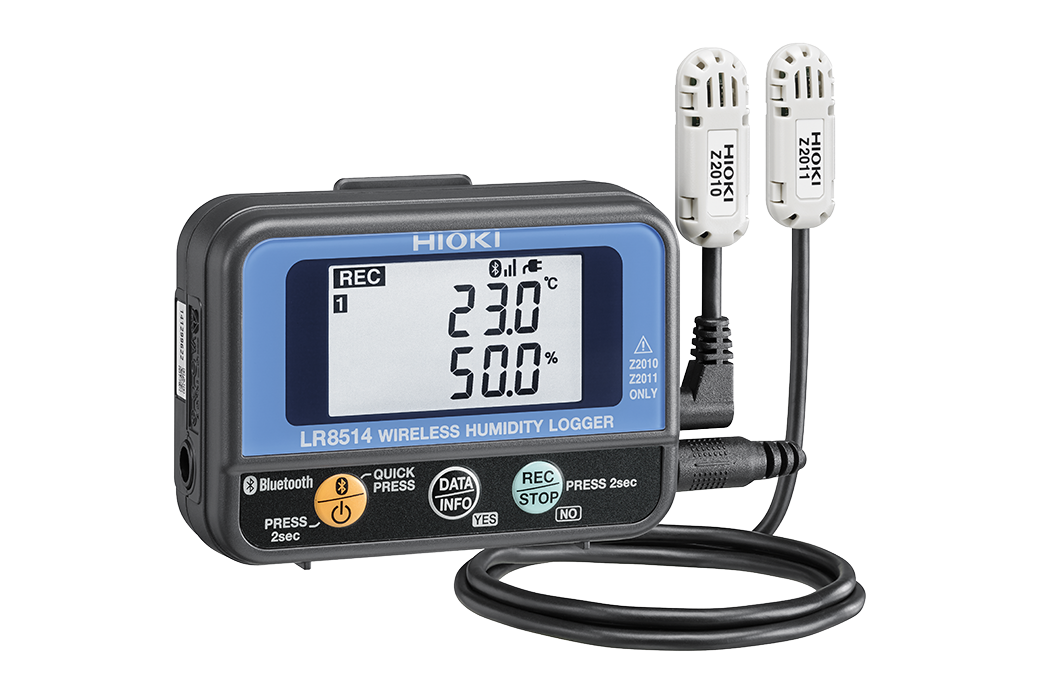 HIOKI
Z2010
HIOKI
Z2011
HIOKI
REC
1
23.0 ℃
50.0 %
Z2010
Z2011
ONLY
LR8514 WIRELESS HUMIDITY LOGGER
Bluetooth
QUICK
PRESS
PRESS
2sec
DATA
INFO
YES
REC
STOP
PRESS 2sec
NO